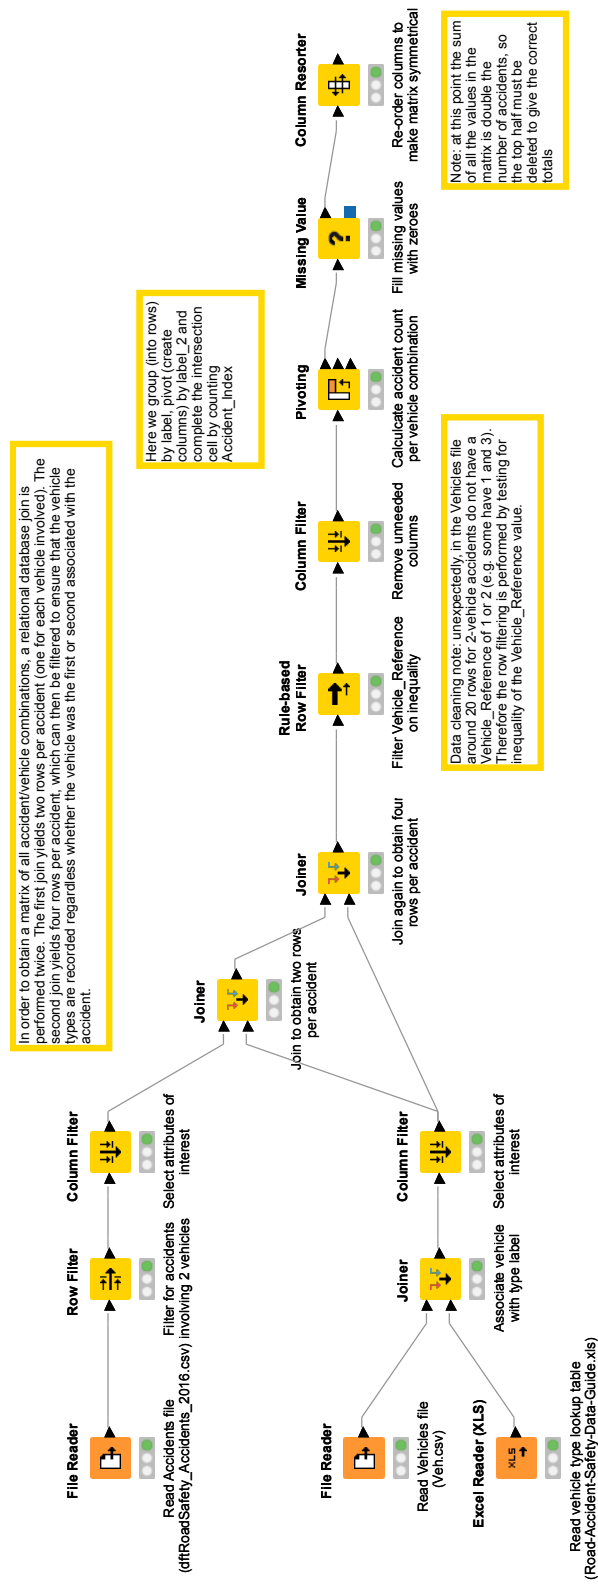 In order to obtain a matrix of all accident/vehicle combinations, a relational database join is
performed twice. The first join yields two rows per accident (one for each vehicle involved). The
second join yields four rows per accident, which can then be filtered to ensure that the vehicle
types are recorded regardless whether the vehicle was the first or second associated with the
accident.
File Reader
Read Accidents file
(dftRoadSafety_Accidents_2016.csv)
Row Filter
Filter for accidents
involving 2 vehicles
Column Filter
Select attributes of
interest
Here we group (into rows)
by label, pivot (create
columns) by label_2 and
complete the intersection
cell by counting
Accident_Index
Joiner
Join to obtain two rows
per accident
File Reader
Read Vehicles file
(Veh.csv)
Excel Reader (XLS)
XLS
Read vehicle type lookup table
(Road-Accident-Safety-Data-Guide.xls)
Joiner
Associate vehicle
with type label
Column Filter
Select attributes of
interest
Joiner
Join again to obtain four
rows per accident
Rule-based
Row Filter
Filter Vehicle_Reference
on inequality
Column Filter
Remove unneeded
columns
Pivoting
Calculcate accident count
per vehicle combination
Missing Value
?
Fill missing values
with zeroes
Column Resorter
Re-order columns to
make matrix symmetrical
Data cleaning note: unexpectedly, in the Vehicles file
around 20 rows for 2-vehicle accidents do not have a
Vehicle_Reference of 1 or 2 (e.g. some have 1 and 3).
Therefore the row filtering is performed by testing for
inequality of the Vehicle_Reference value.
Note: at this point the sum
of all the values in the
matrix is double the
number of accidents, so
the top half must be
deleted to give the correct
totals